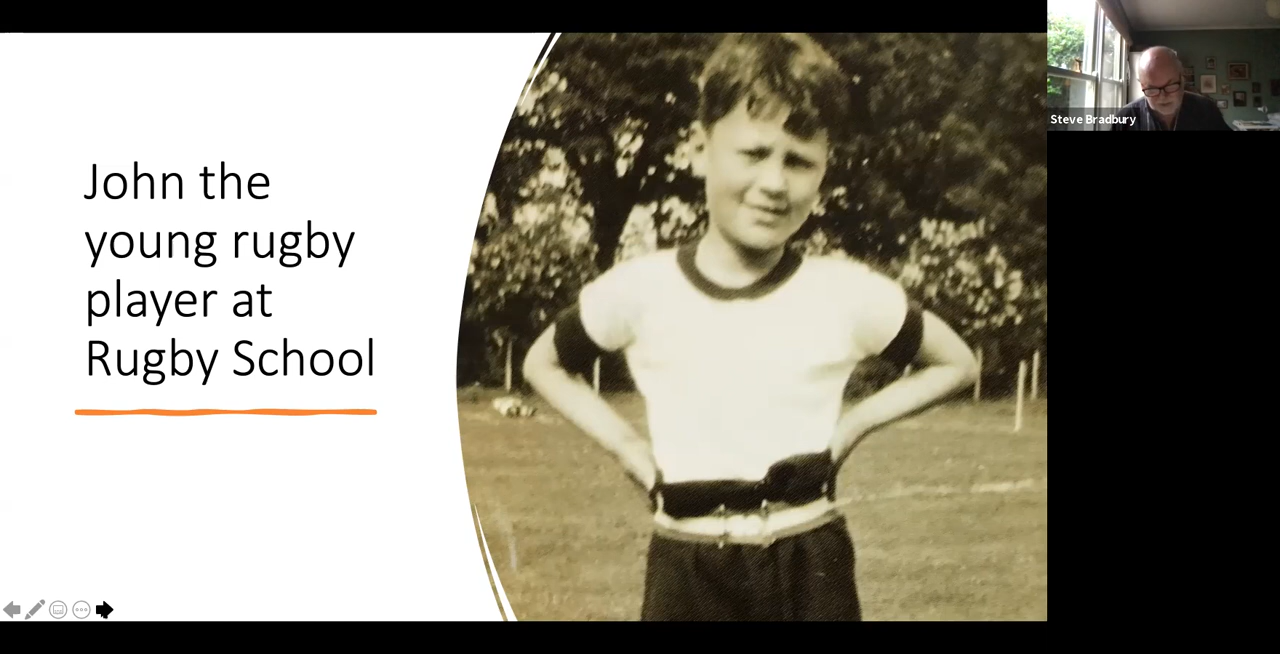 John the
young rugby
player at
Rugby School
Steve Bradbury